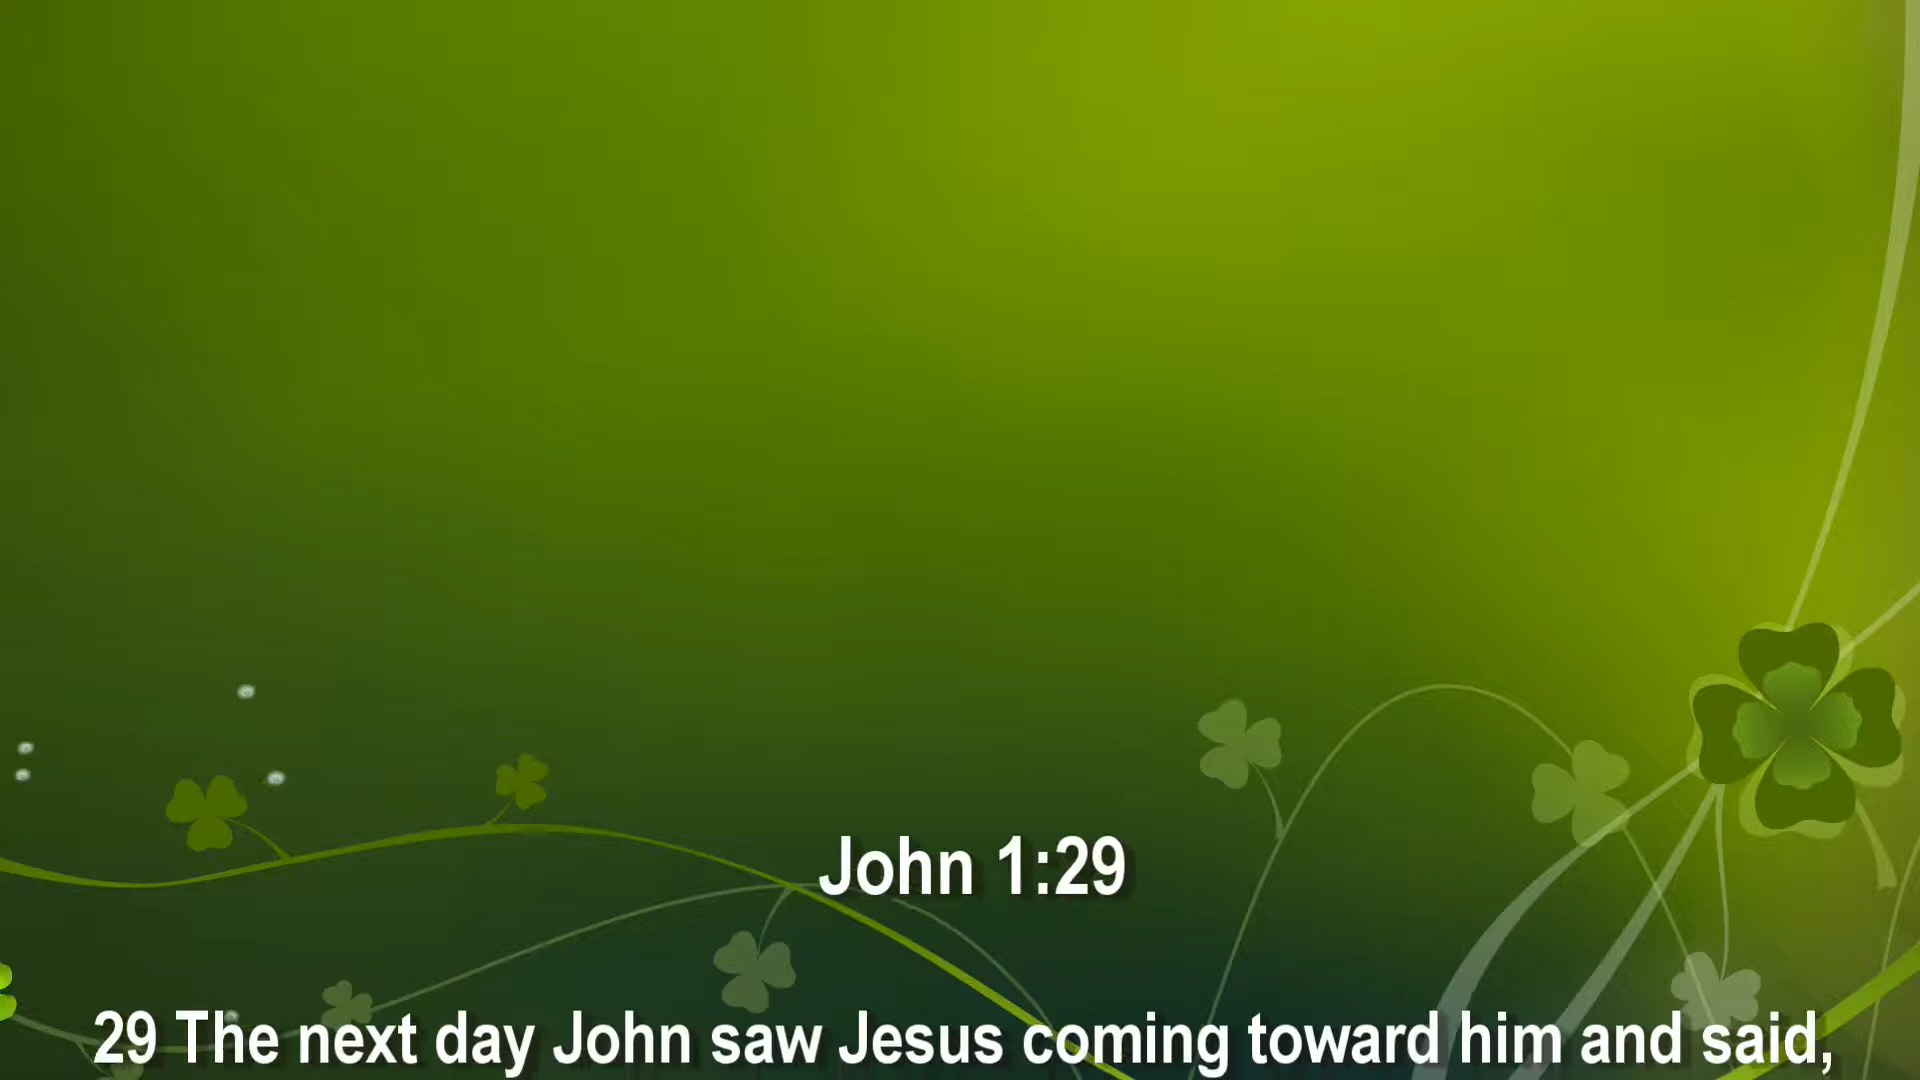 John 1:29
29 The next day John saw Jesus coming toward him and said,